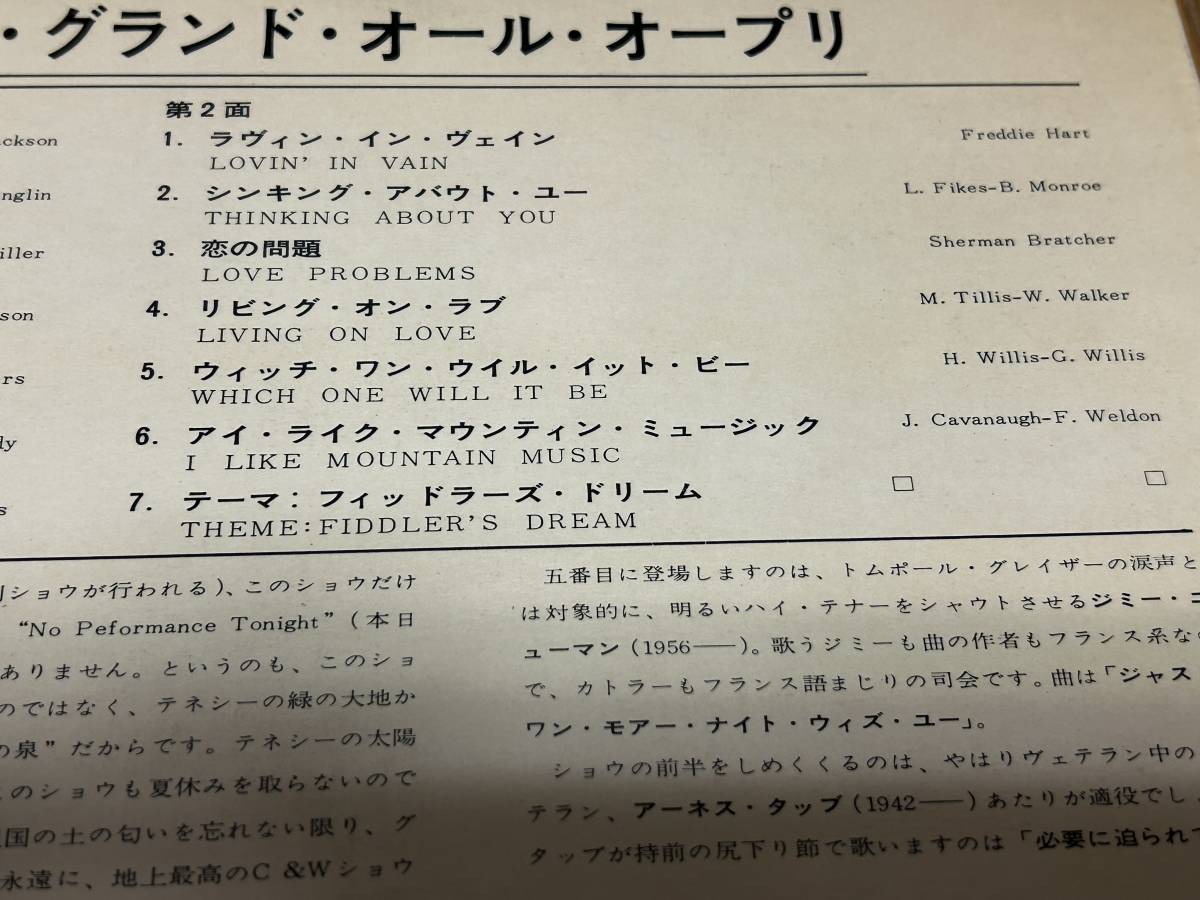 ・グランド・オール・オープリ
第2面
1. ラヴィン・イン・ヴェイン
LOVIN' IN VAIN
Freddie Hart
2. シンキング・アバウト・ユー
THINKING ABOUT YOU
L. Fikes-B. Monroe
3. 恋の問題
LOVE PROBLEMS
Sherman Bratcher
4. リビング・オン・ラブ
LIVING ON LOVE
M. Tillis-W. Walker
5. ウィッチ・ワン・ウイル・イット・ビー
WHICH ONE WILL IT BE
H. Willis-G. Willis
6. アイ・ライク・マウンティン・ミュージック
I LIKE MOUNTAIN MUSIC
J. Cavanaugh-F. Weldon
7. テーマ：フィッドラーズ・ドリーム
THEME:FIDDLER'S DREAM
□ □
ckson
nglin
iller
son
rs
ly
s
ショウが行われる）、このショウだけ
“No Peformance Tonight”（本日
ありません。というのも、このショ
のではなく、テネシーの緑の大地か
の泉”だからです。テネシーの太陽
このショウも夏休みを取らないので
国の土の匂いを忘れない限り、グ
永遠に、地上最高のC &Wショウ
五番目に登場しますのは、トムポール・グレイザーの涙声と
は対象的に、明るいハイ・テナーをシャウトさせるジミー・
ューマン（1956――）。歌うジミーも曲の作者もフランス系なの
で、カトラーもフランス語まじりの司会です。曲は「ジャス
ワン・モアー・ナイト・ウィズ・ユー」。
ショウの前半をしめくくるのは、やはりヴェテラン中の
テラン、アーネス・タッブ（1942――）あたりが適役でし
タッブが持前の尻下り節で歌いますのは「必要に迫られて